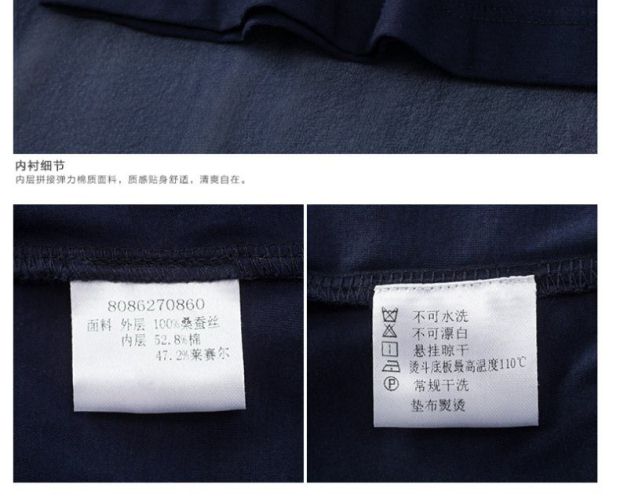 内衬细节
内层拼接弹力棉质面料，质感贴身舒适，清爽自在。
8086270860
面料 外层 100%桑蚕丝
内层 52.8%棉
47.2%莱赛尔
不可水洗
不可漂白
悬挂晾干
熨斗底板最高温度110℃
P 常规干洗
垫布熨烫